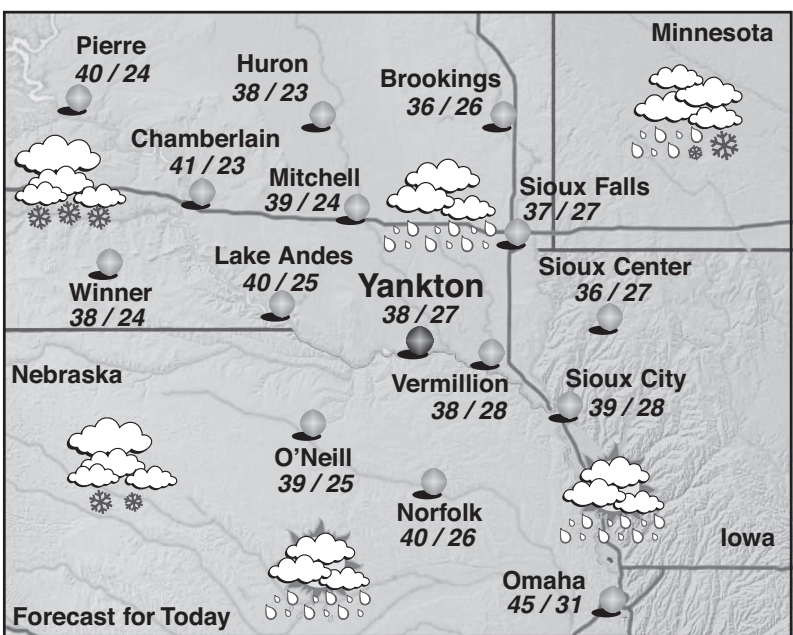 Minnesota
Pierre
40 / 24
Huron
38 / 23
Brookings
36 / 26
Chamberlain
41 / 23
Mitchell
39 / 24
Sioux Falls
37 / 27
Lake Andes
40 / 25
Yankton
38 / 27
Sioux Center
36 / 27
Winner
38 / 24
Nebraska
Vermillion
38 / 28
Sioux City
39 / 28
O'Neill
39 / 25
Norfolk
40 / 26
Iowa
Omaha
45 / 31
Forecast for Today